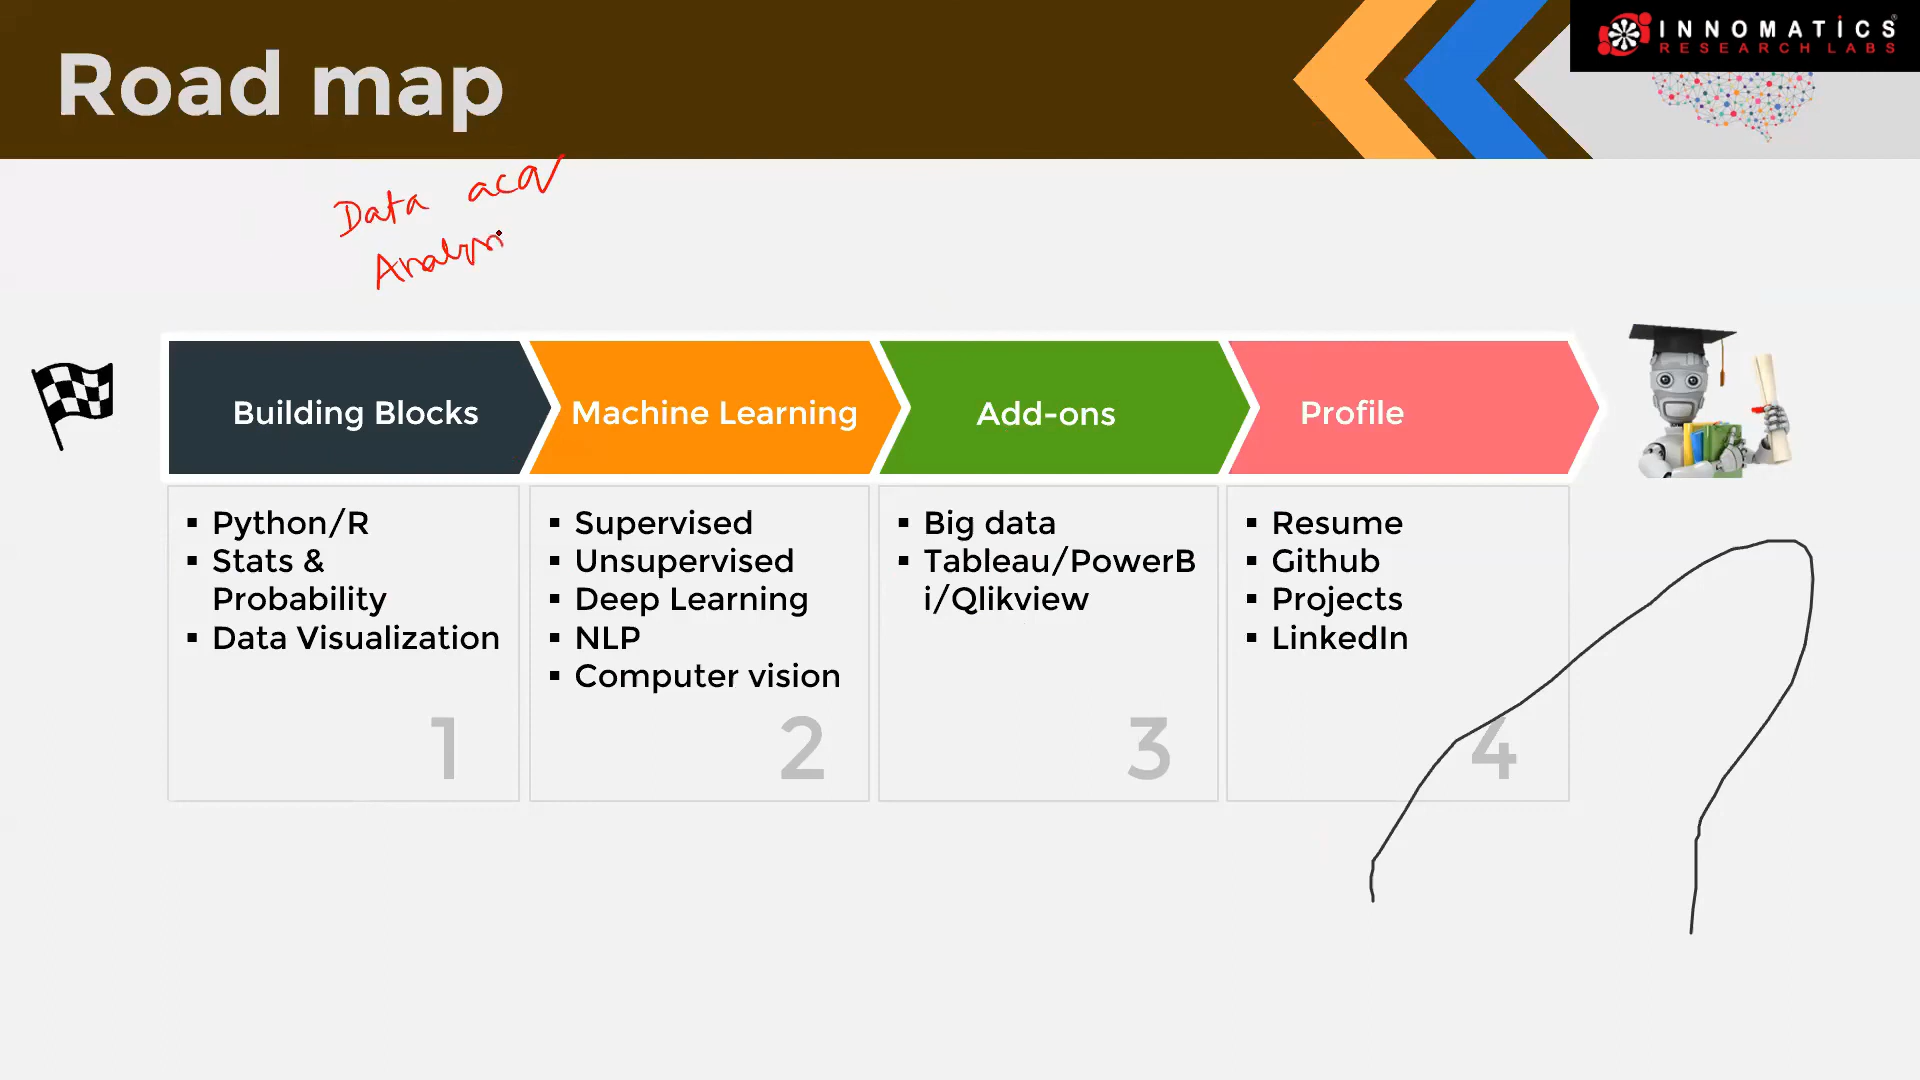 INNOMATICS
RESEARCH LABS
Road map
Data acq
Analysi
Building Blocks
Python/R
Stats &
Probability
Data Visualization
1
Machine Learning
Supervised
Unsupervised
Deep Learning
NLP
Computer vision
2
Add-ons
Big data
Tableau/PowerB
i/Qlikview
3
Profile
Resume
Github
Projects
LinkedIn
4